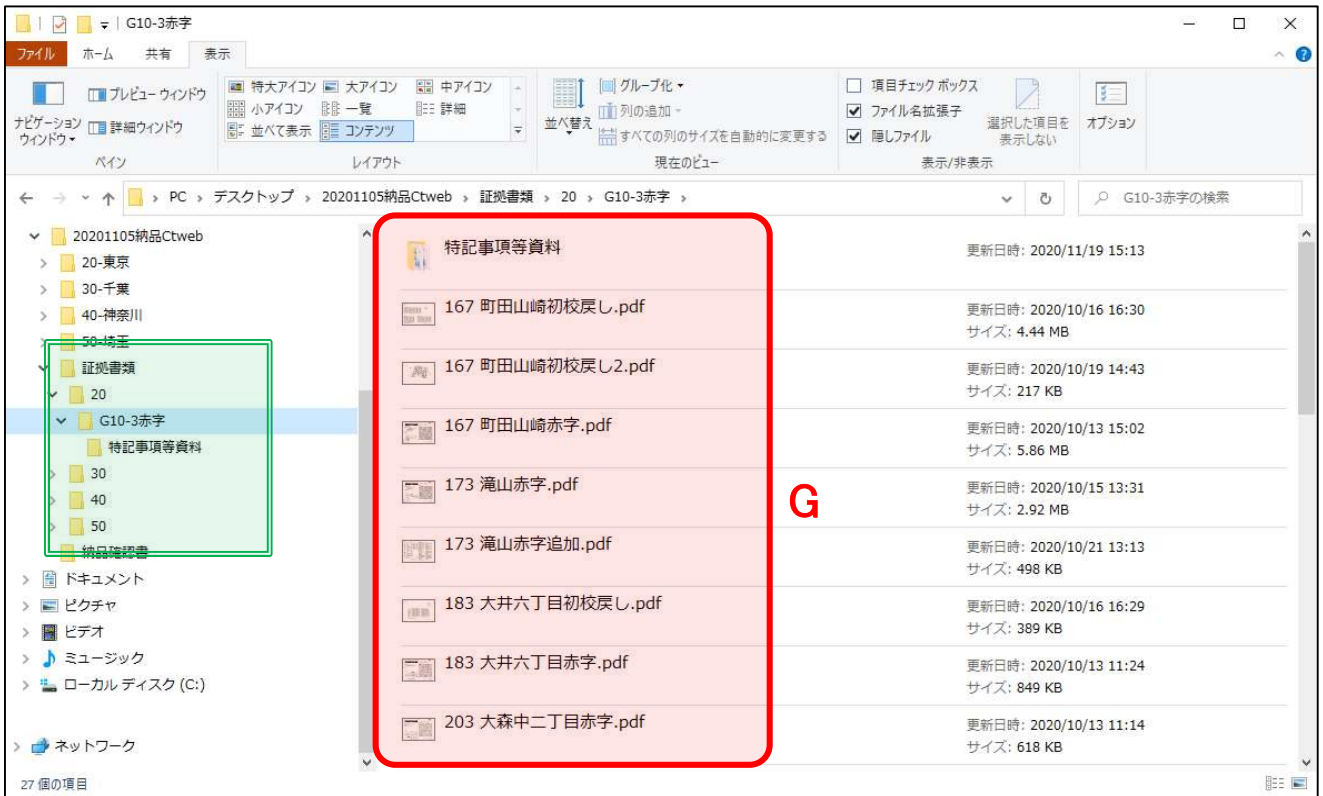 G10-3赤字
ファイル ホーム 共有 表示
ナビゲーション ウィンドウ
プレビュー ウィンドウ
詳細ウィンドウ
ペイン
特大アイコン 大アイコン 中アイコン
小アイコン 一覧 詳細
並べて表示 コンテンツ
レイアウト
並べ替え
グループ化
列の追加
すべての列のサイズを自動的に変更する
現在のビュー
項目チェック ボックス
ファイル名拡張子
隠しファイル
選択した項目を
表示しない
表示/非表示
オプション
PC › デスクトップ › 20201105納品Ctweb › 証拠書類 › 20 › G10-3赤字 ›
G10-3赤字の検索
20201105納品Ctweb
20-東京
30-千葉
40-神奈川
50-埼玉
証拠書類
20
G10-3赤字
特記事項等資料
30
40
50
納品確認書
ドキュメント
ピクチャ
ビデオ
ミュージック
ローカル ディスク (C:)
ネットワーク
特記事項等資料 更新日時: 2020/11/19 15:13
167 町田山崎初校戻し.pdf 更新日時: 2020/10/16 16:30
サイズ: 4.44 MB
167 町田山崎初校戻し2.pdf 更新日時: 2020/10/19 14:43
サイズ: 217 KB
167 町田山崎赤字.pdf 更新日時: 2020/10/13 15:02
サイズ: 5.86 MB
173 滝山赤字.pdf 更新日時: 2020/10/15 13:31
サイズ: 2.92 MB
G
173 滝山赤字追加.pdf 更新日時: 2020/10/21 13:13
サイズ: 498 KB
183 大井六丁目初校戻し.pdf 更新日時: 2020/10/16 16:29
サイズ: 389 KB
183 大井六丁目赤字.pdf 更新日時: 2020/10/13 11:24
サイズ: 849 KB
203 大森中二丁目赤字.pdf 更新日時: 2020/10/13 11:14
サイズ: 618 KB
27 個の項目